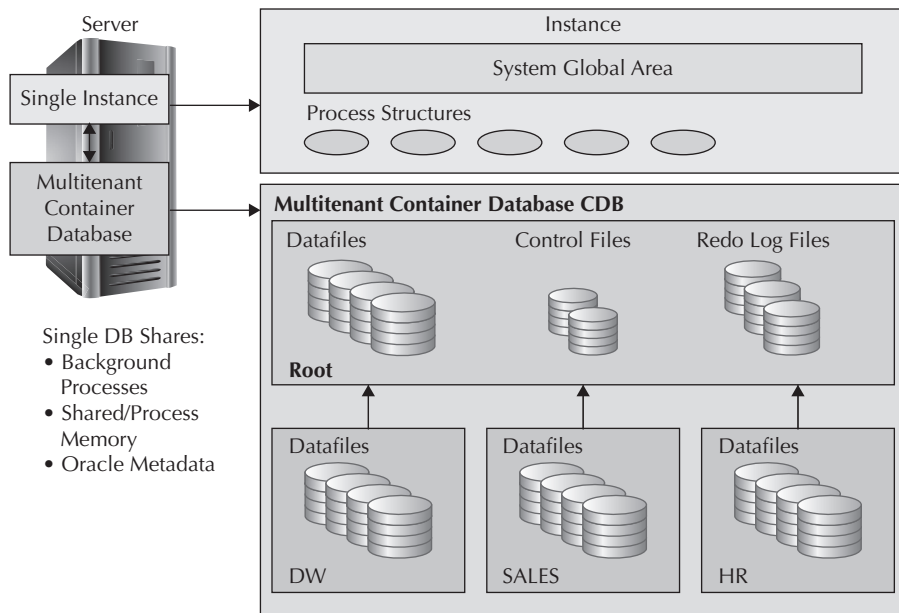 Server
Single Instance
Multitenant
Container
Database
Single DB Shares:
• Background
Processes
• Shared/Process
Memory
• Oracle Metadata
Instance
System Global Area
Process Structures
Multitenant Container Database CDB
Datafiles
Control Files
Redo Log Files
Root
Datafiles
DW
Datafiles
SALES
Datafiles
HR